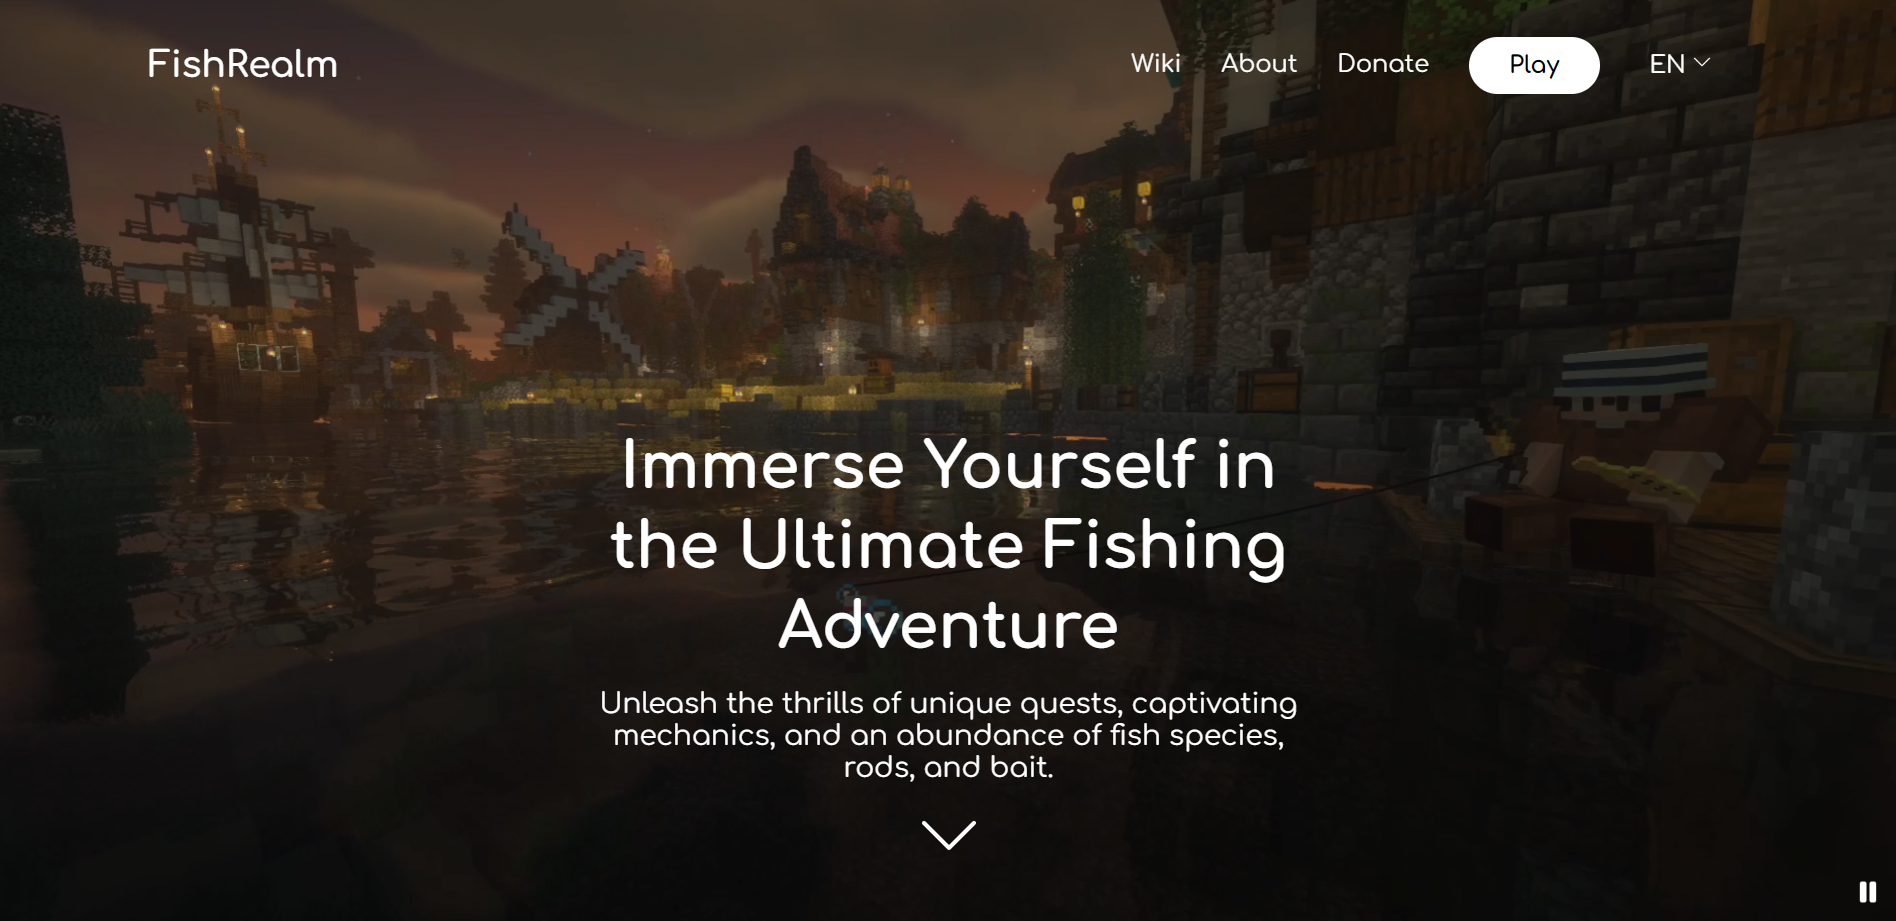 FishRealm
Wiki
About
Donate
Play
EN
Immerse Yourself in
the Ultimate Fishing
Adventure
Unleash the thrills of unique quests, captivating
mechanics, and an abundance of fish species,
rods, and bait.